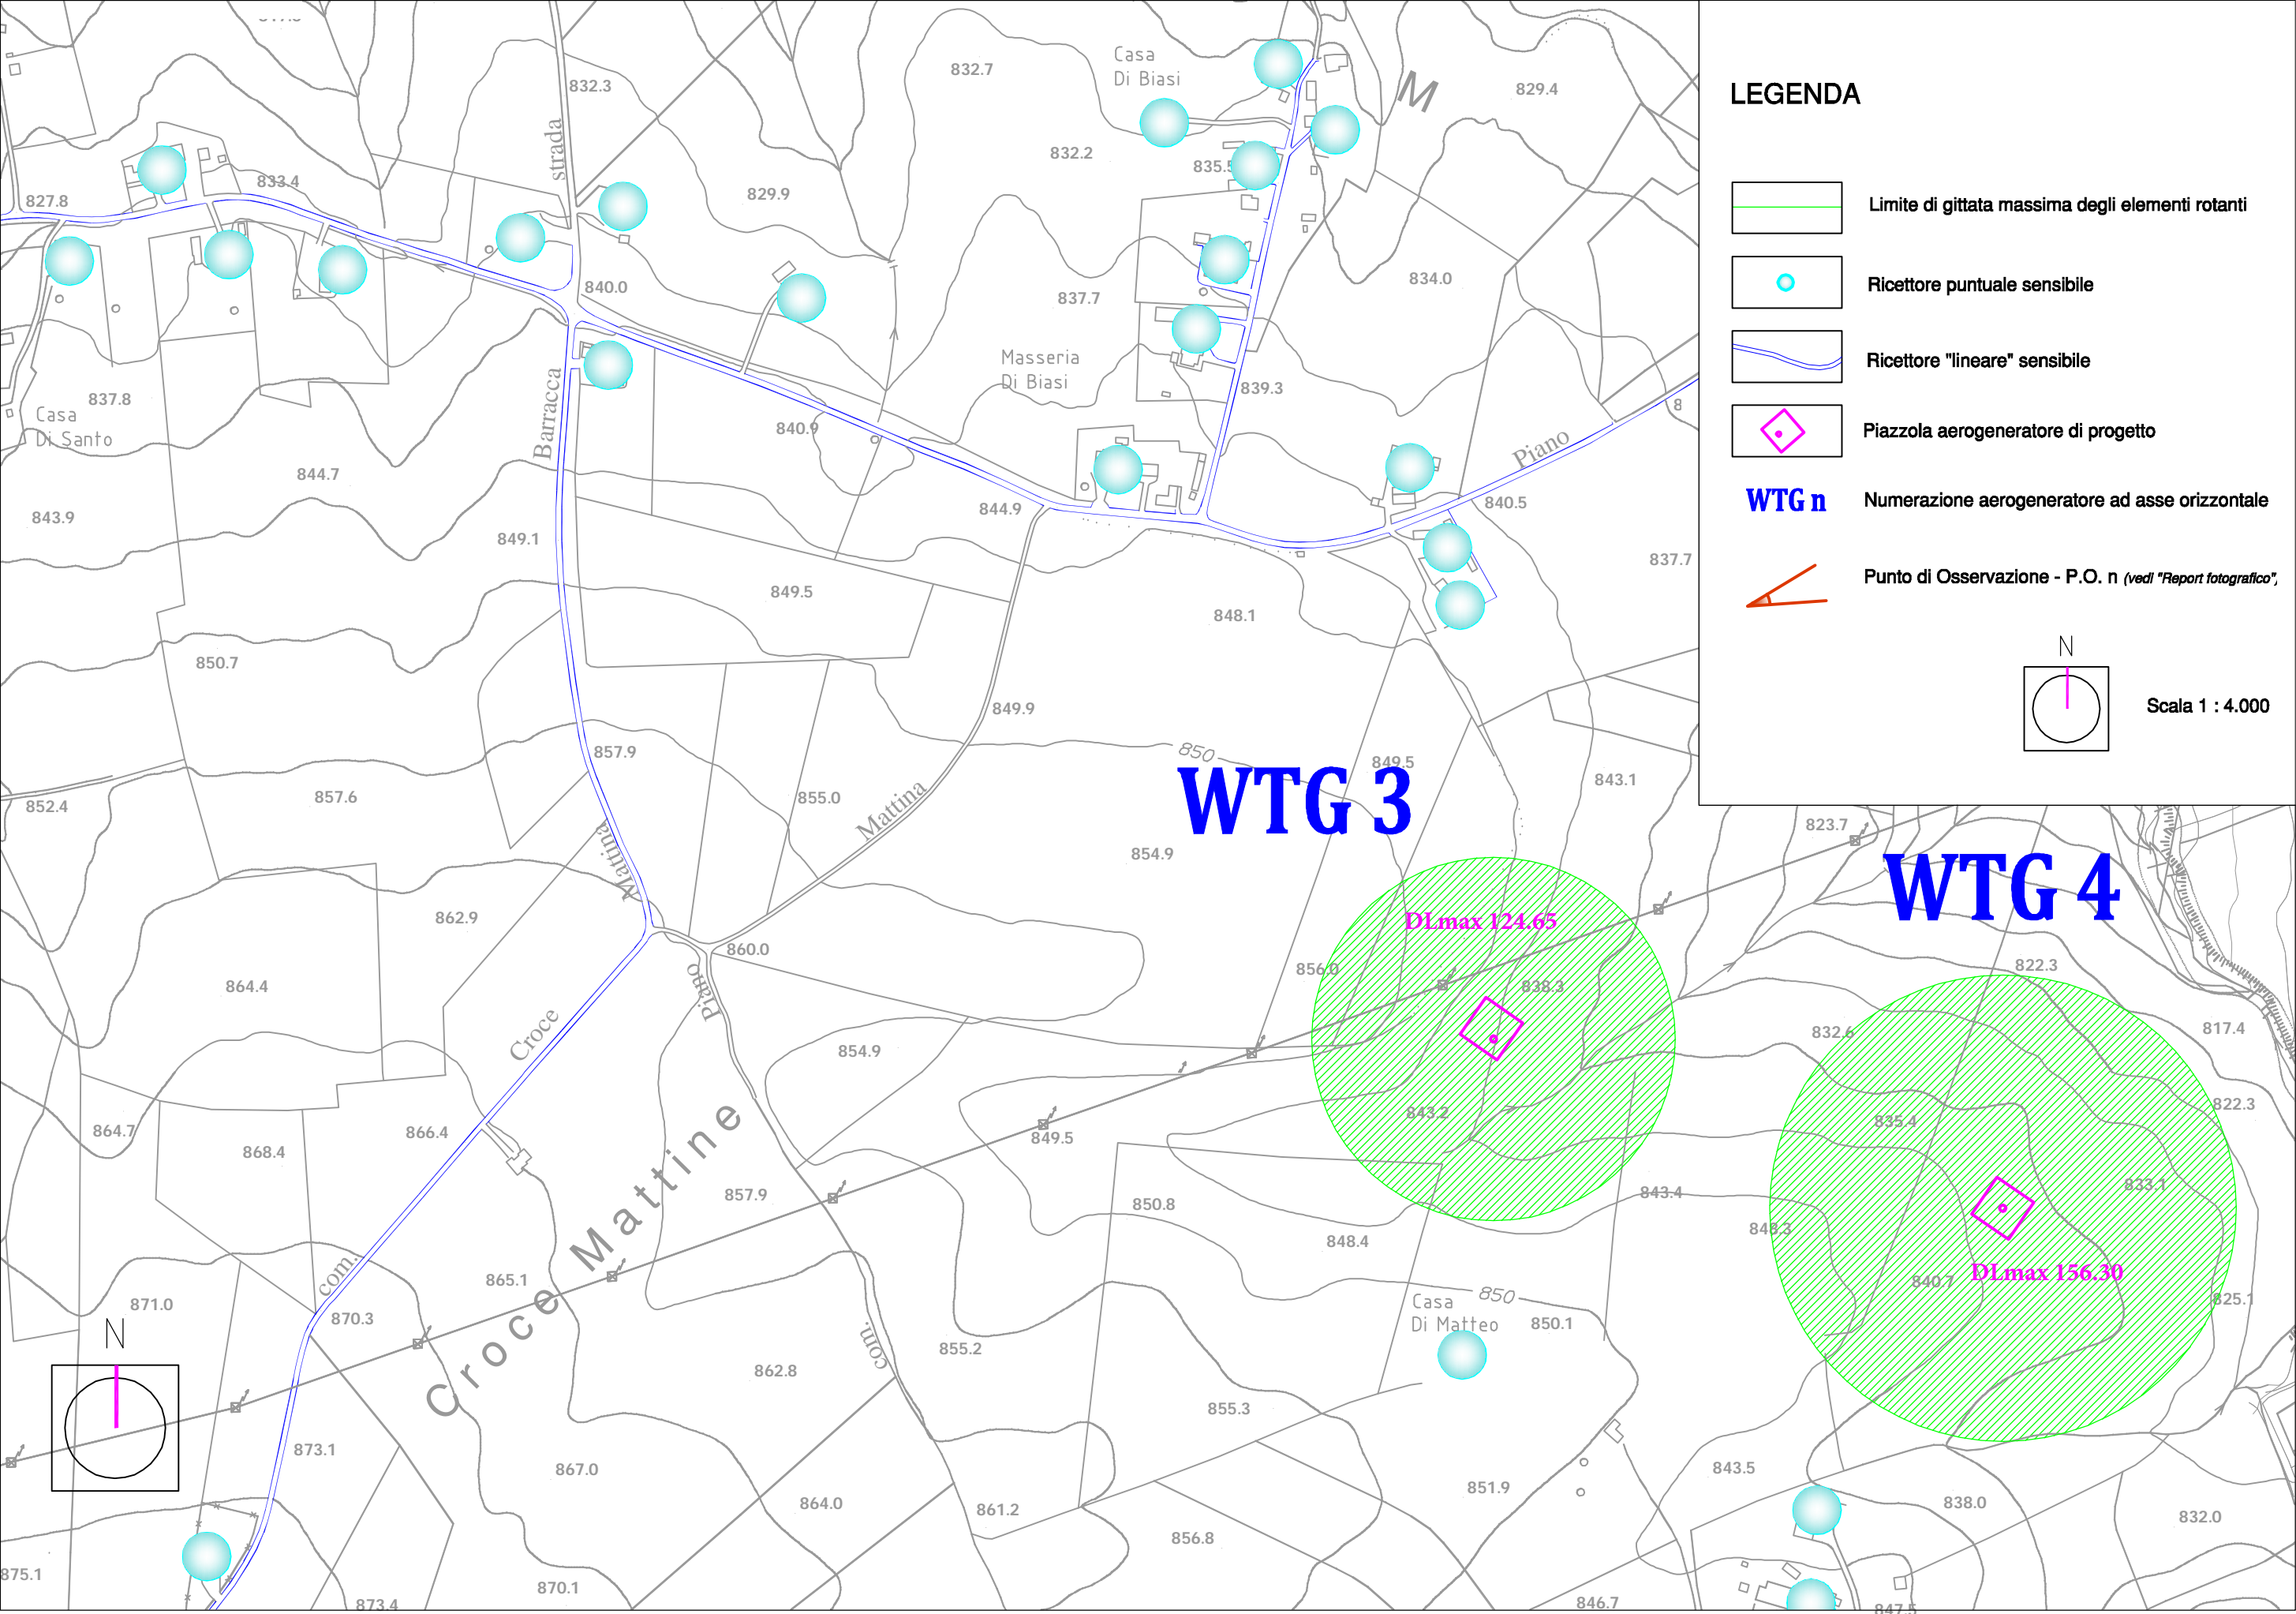 Casa
Di Biasi
832.7
M
829.4
832.3
strada
832.2
835.5
829.9
833.4
827.8
LEGENDA
Limite di gittata massima degli elementi rotanti
Ricettore puntuale sensibile
Ricettore "lineare" sensibile
Piazzola aerogeneratore di progetto
WTG n
Numerazione aerogeneratore ad asse orizzontale
Punto di Osservazione - P.O. n (vedi "Report fotografico"
N
Scala 1 : 4.000
840.0
837.7
834.0
Masseria
Di Biasi
839.3
837.8
Casa
Di Santo
Barracca
840.9
8
Piano
844.7
843.9
849.1
844.9
840.5
837.7
849.5
848.1
850.7
849.9
857.9
850
849.5
843.1
WTG 3
852.4
857.6
855.0
Mattina
Mattina
854.9
823.7
WTG 4
862.9
860.0
DLmax 124.65
856.0
838.3
822.3
864.4
Piano
Croce
854.9
832.6
817.4
864.7
868.4
866.4
849.5
843.2
835.4
822.3
Croce Mattine
857.9
850.8
843.4
833.1
848.4
848.3
com.
865.1
840.7
DLmax 156.30
825.1
871.0
870.3
850
Casa
Di Matteo
850.1
N
com.
855.2
862.8
855.3
873.1
867.0
864.0
861.2
851.9
843.5
838.0
832.0
856.8
875.1
870.1
873.4
846.7
847.5